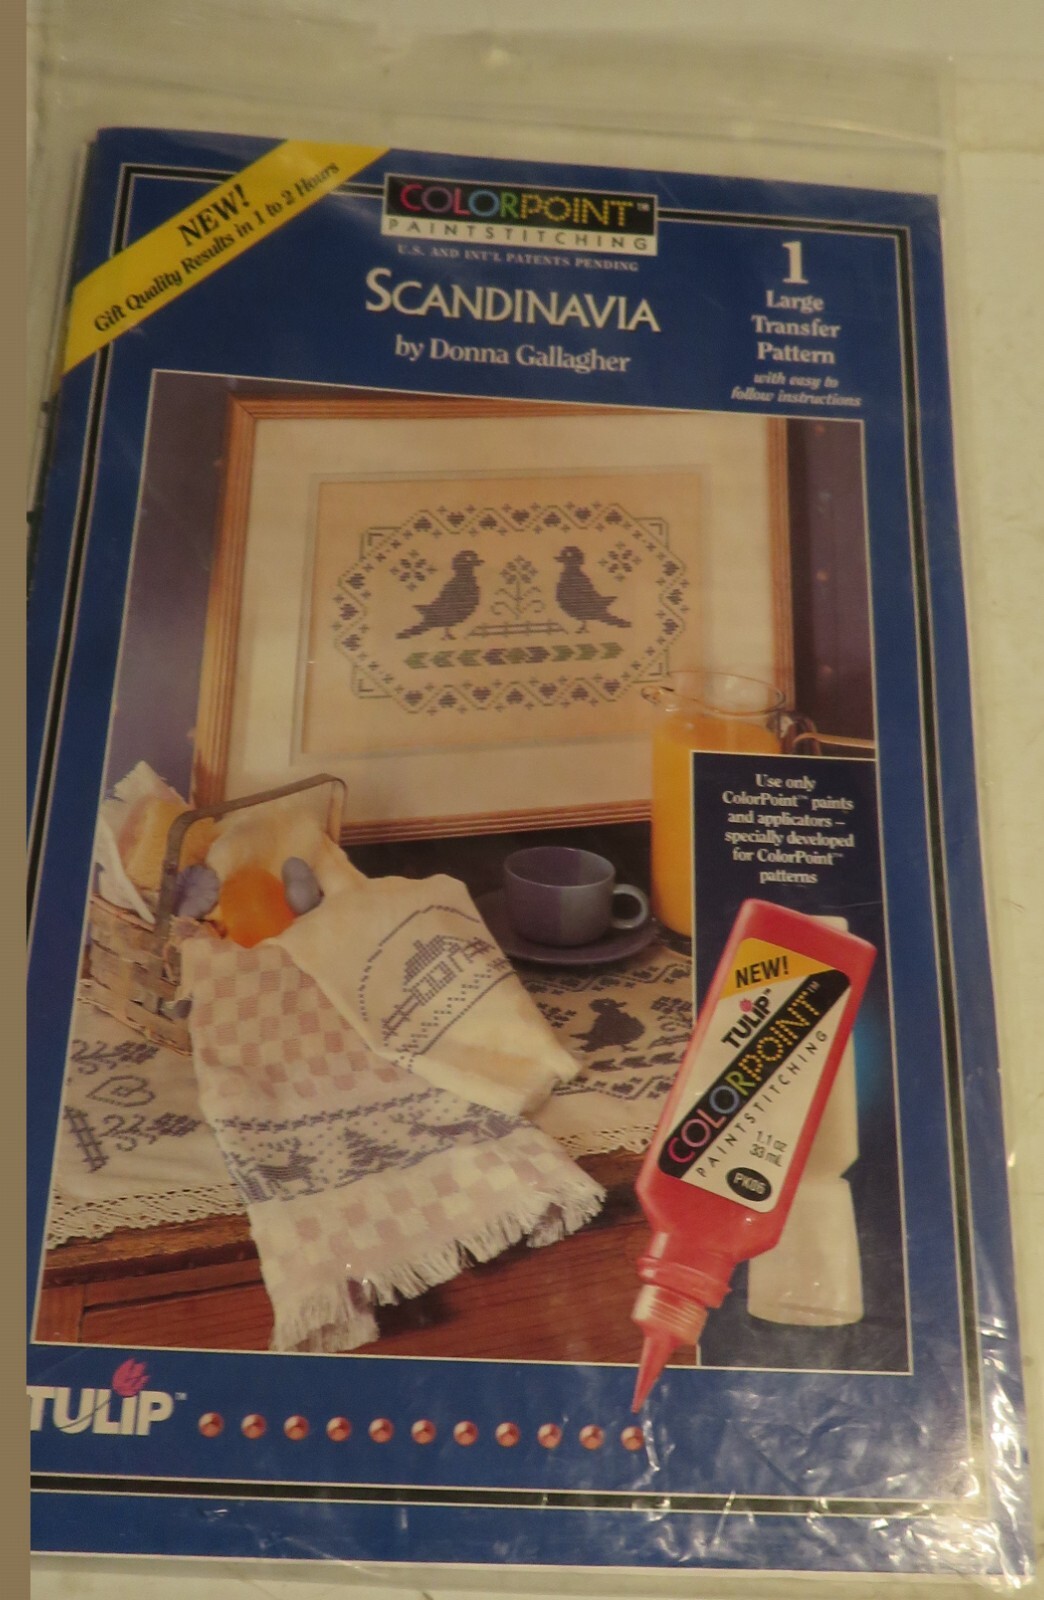 NEW!
Gift Quality Results in 1 to 2 Hours
COLORPOINT™
PAINTSTITCHING
U.S. AND INT'L PATENTS PENDING
SCANDINAVIA
by Donna Gallagher
1
Large
Transfer
Pattern
with easy to
follow instructions
Use only
ColorPoint™ paints
and applicators –
specially developed
for ColorPoint™
patterns
NEW!
TULIP™
COLORPOINT™
PAINTSTITCHING
1.1 oz
33 mL
PK06
TULIP™